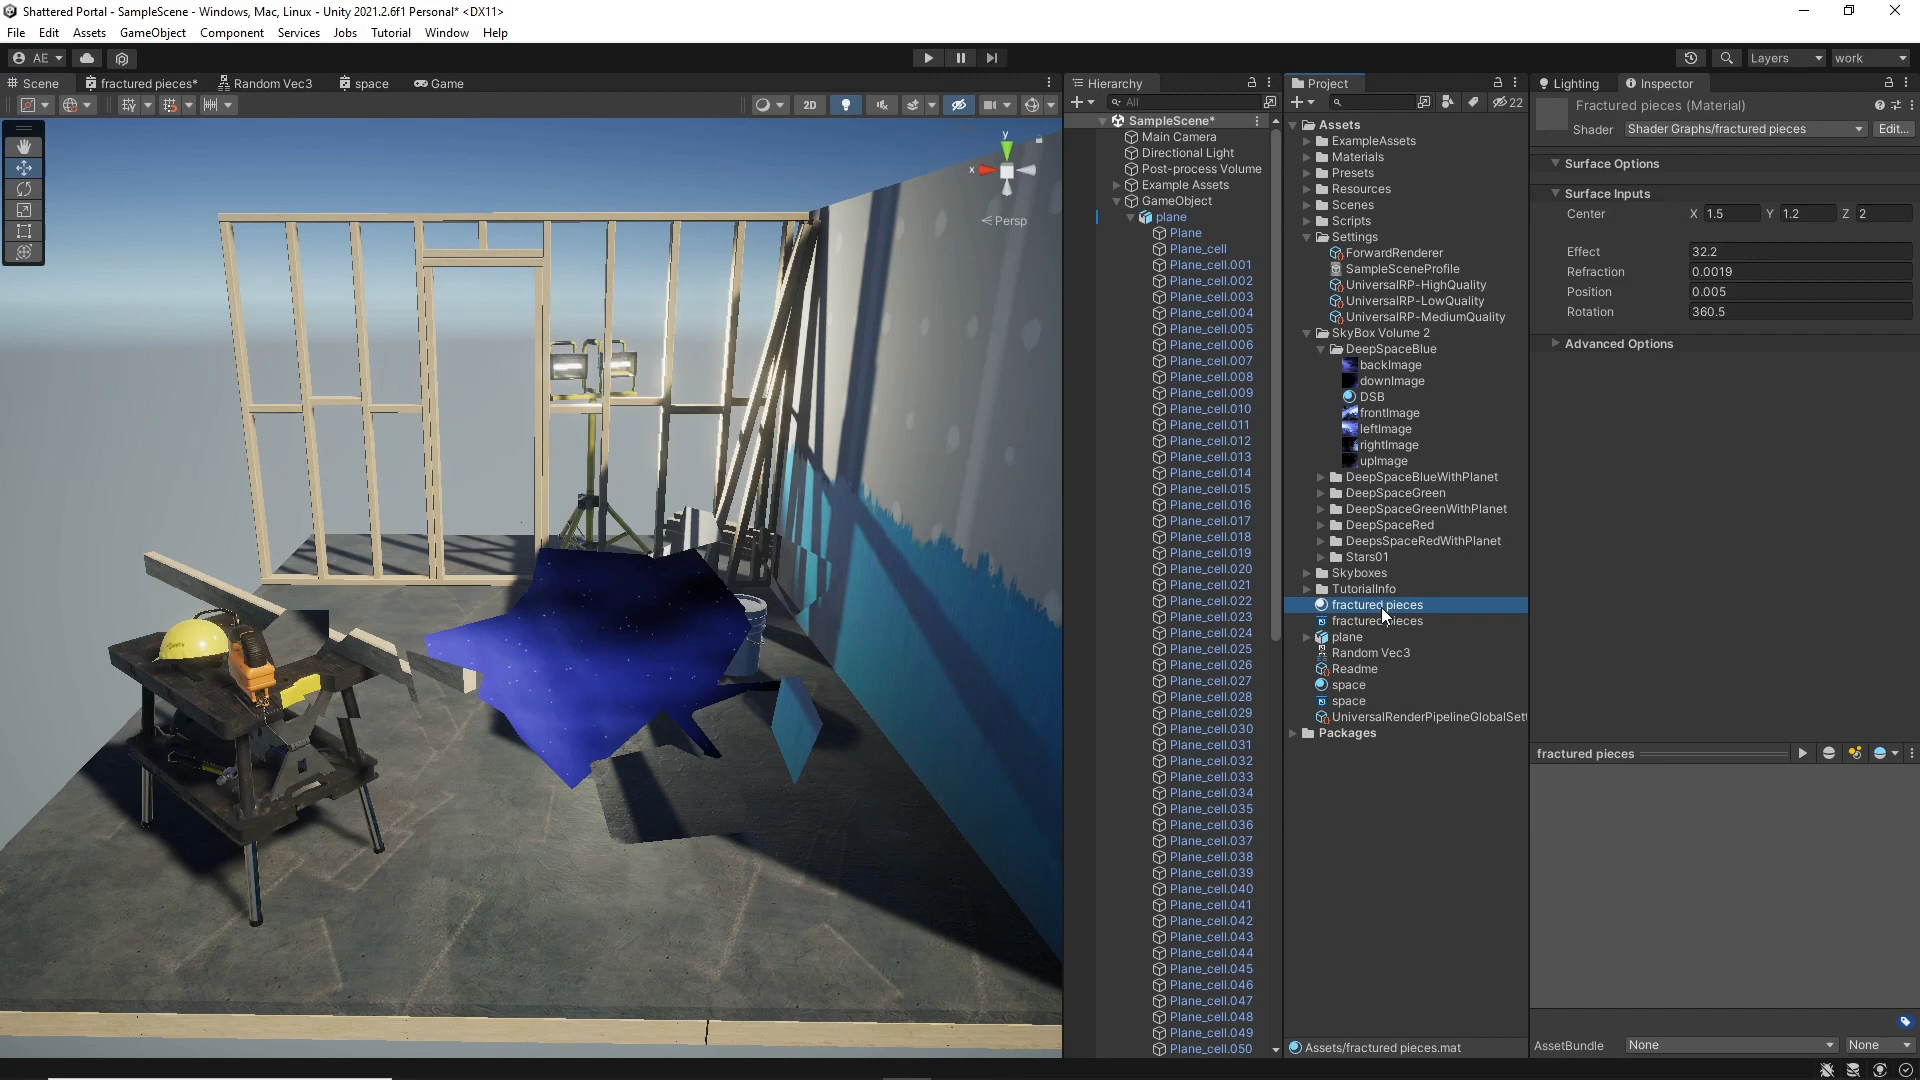 Shattered Portal - SampleScene - Windows, Mac, Linux - Unity 2021.2.6f1 Personal* <DX11>
File Edit Assets GameObject Component Services Jobs Tutorial Window Help
AE Layers work
Scene fractured pieces* Random Vec3 space Game
2D
y
x
Persp
Hierarchy
All
SampleScene*
Main Camera
Directional Light
Post-process Volume
Example Assets
GameObject
plane
Plane
Plane_cell
Plane_cell.001
Plane_cell.002
Plane_cell.003
Plane_cell.004
Plane_cell.005
Plane_cell.006
Plane_cell.007
Plane_cell.008
Plane_cell.009
Plane_cell.010
Plane_cell.011
Plane_cell.012
Plane_cell.013
Plane_cell.014
Plane_cell.015
Plane_cell.016
Plane_cell.017
Plane_cell.018
Plane_cell.019
Plane_cell.020
Plane_cell.021
Plane_cell.022
Plane_cell.023
Plane_cell.024
Plane_cell.025
Plane_cell.026
Plane_cell.027
Plane_cell.028
Plane_cell.029
Plane_cell.030
Plane_cell.031
Plane_cell.032
Plane_cell.033
Plane_cell.034
Plane_cell.035
Plane_cell.036
Plane_cell.037
Plane_cell.038
Plane_cell.039
Plane_cell.040
Plane_cell.041
Plane_cell.042
Plane_cell.043
Plane_cell.044
Plane_cell.045
Plane_cell.046
Plane_cell.047
Plane_cell.048
Plane_cell.049
Plane_cell.050
Project
22
Assets
ExampleAssets
Materials
Presets
Resources
Scenes
Scripts
Settings
ForwardRenderer
SampleSceneProfile
UniversalRP-HighQuality
UniversalRP-LowQuality
UniversalRP-MediumQuality
SkyBox Volume 2
DeepSpaceBlue
backImage
downImage
DSB
frontImage
leftImage
rightImage
upImage
DeepSpaceBlueWithPlanet
DeepSpaceGreen
DeepSpaceGreenWithPlanet
DeepSpaceRed
DeepsSpaceRedWithPlanet
Stars01
Skyboxes
TutorialInfo
fractured pieces
fractured pieces
plane
Random Vec3
Readme
space
space
UniversalRenderPipelineGlobalSett
Packages
Assets/fractured pieces.mat
Lighting Inspector
Fractured pieces (Material)
Shader Shader Graphs/fractured pieces Edit...
Surface Options
Surface Inputs
Center X 1.5 Y 1.2 Z 2
Effect 32.2
Refraction 0.0019
Position 0.005
Rotation 360.5
Advanced Options
fractured pieces
AssetBundle None None